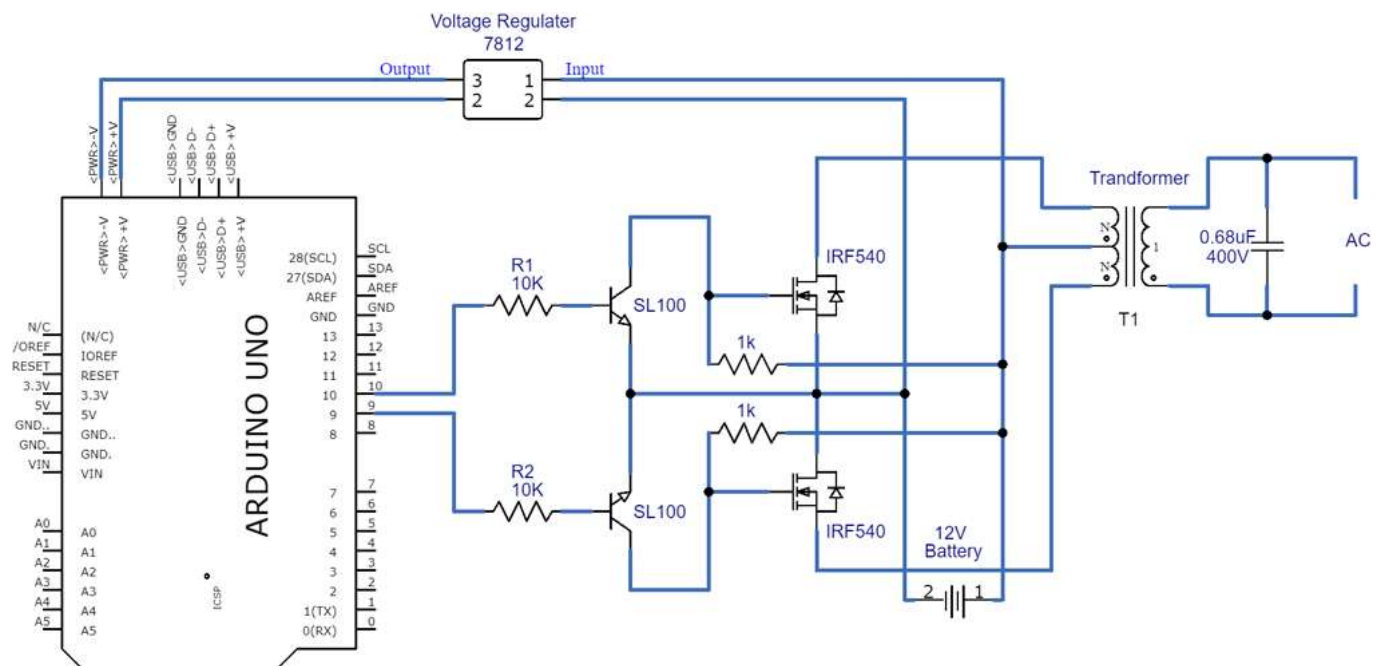 Voltage Regulater
7812
Output
Input
3
1
2
2
<PWR>-V
<PWR>+V
<USB>GND
<USB>D-
<USB>D+
<USB>+V
<PWR>-V
<PWR>+V
<USB>GND
<USB>D-
<USB>D+
<USB>+V
ARDUINO UNO
ICSP
28(SCL) SCL
27(SDA) SDA
AREF AREF
GND GND
13 13
12 12
11 11
10 10
9 9
8 8
7 7
6 6
5 5
4 4
3 3
2 2
1(TX) 1
0(RX) 0
N/C (N/C)
/OREF IOREF
RESET RESET
3.3V 3.3V
5V 5V
GND.. GND..
GND. GND.
VIN VIN
A0 A0
A1 A1
A2 A2
A3 A3
A4 A4
A5 A5
R1
10K
SL100
R2
10K
SL100
IRF540
1k
1k
IRF540
12V
Battery
2 1
Trandformer
N
N
1
T1
0.68uF
400V
AC